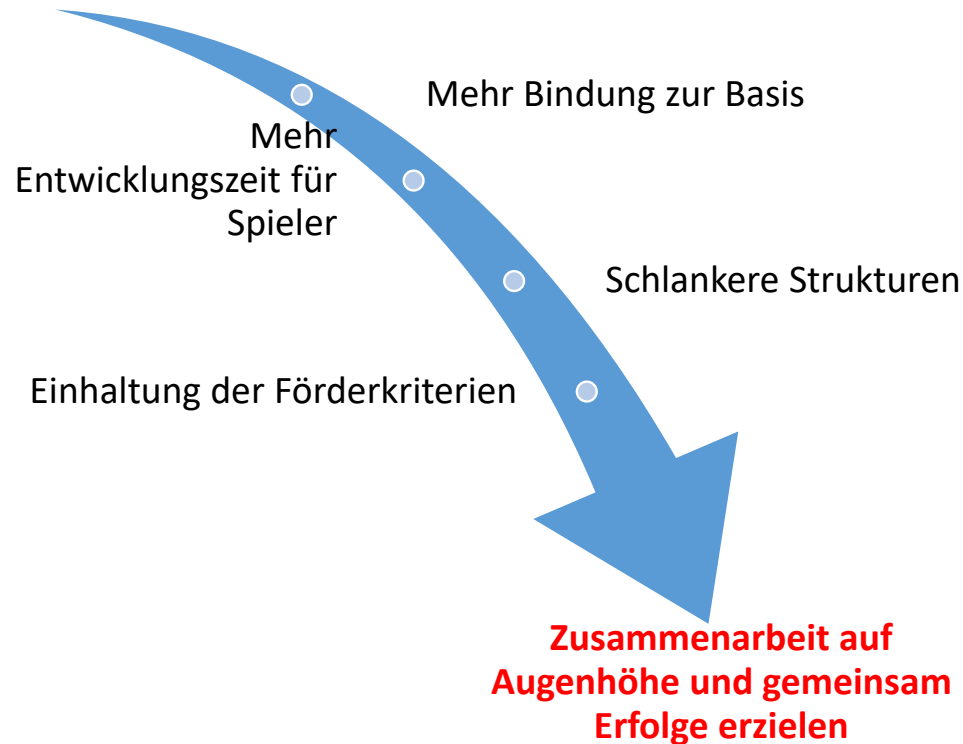 Mehr Bindung zur Basis
Mehr
Entwicklungszeit für
Spieler
Schlankere Strukturen
Einhaltung der Förderkriterien
Zusammenarbeit auf
Augenhöhe und gemeinsam
Erfolge erzielen